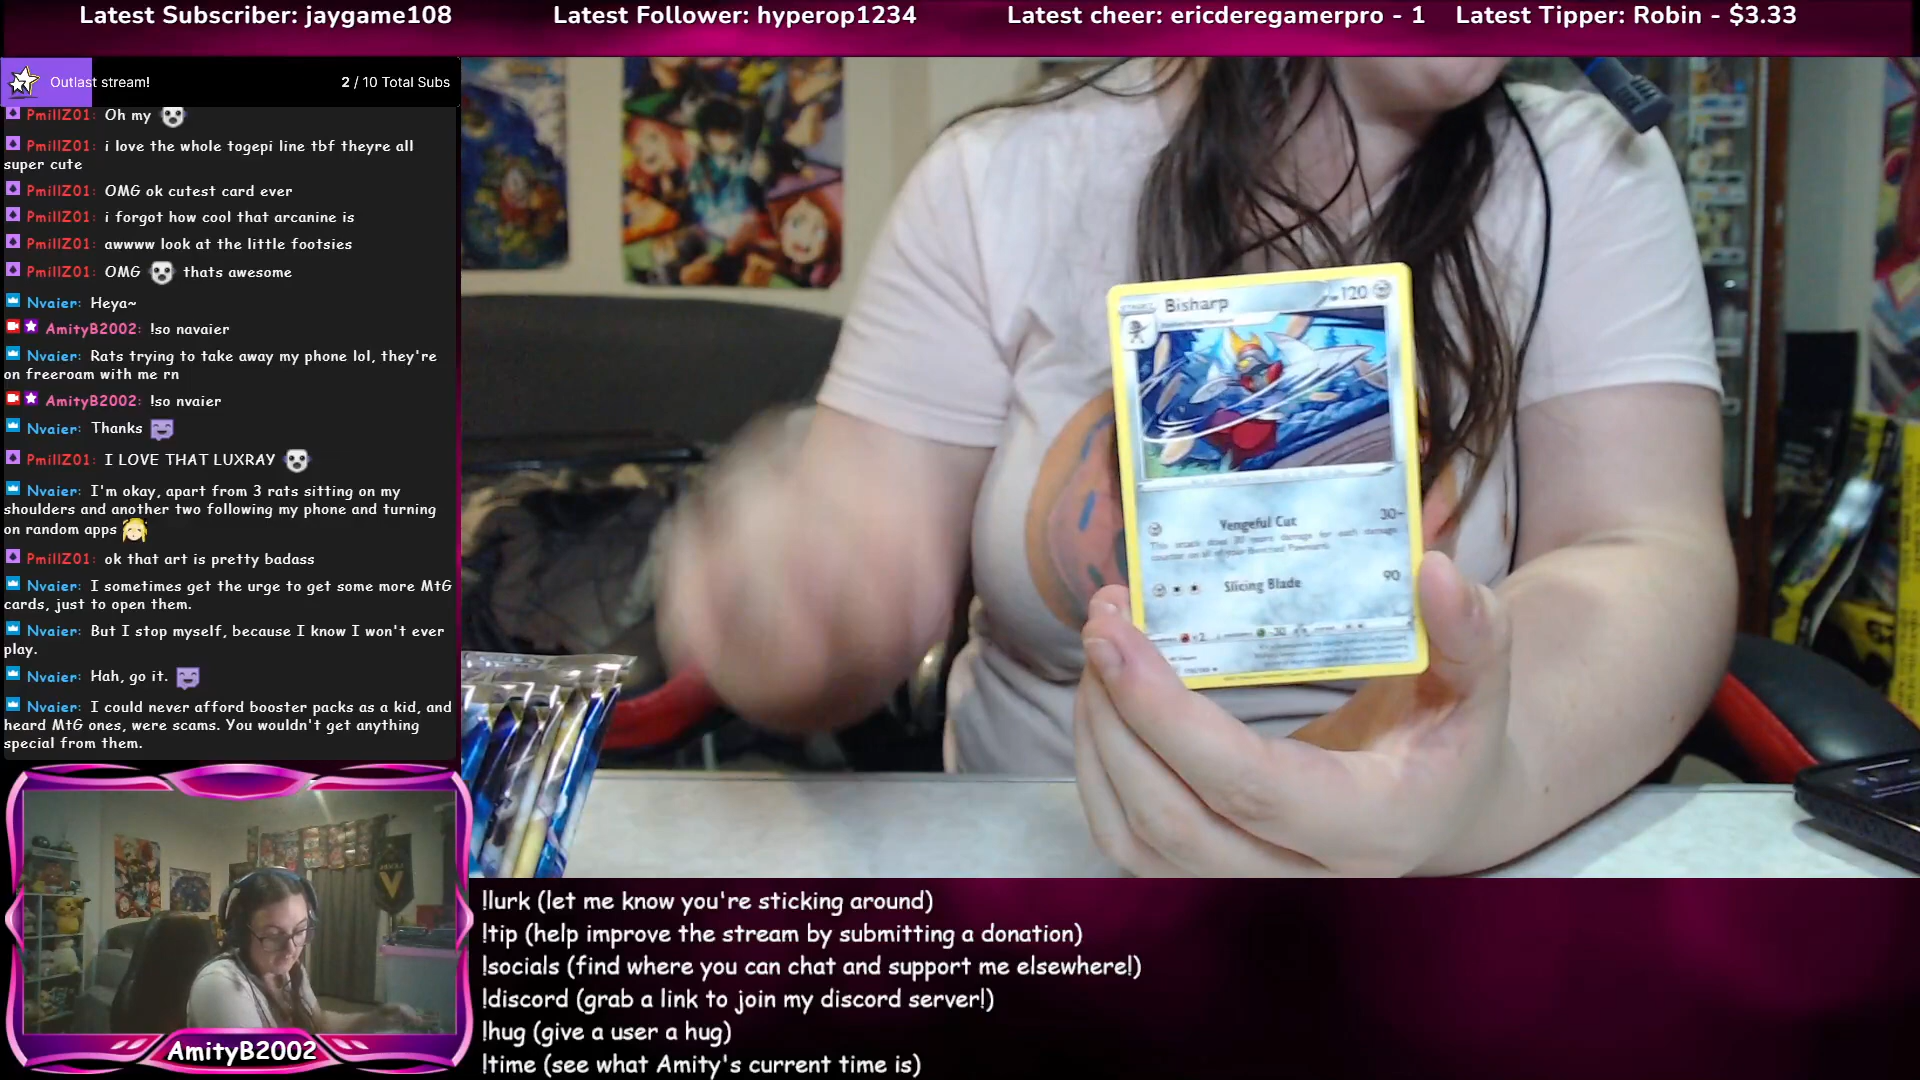 Latest Subscriber: jaygame108
Latest Follower: hyperop1234
Latest cheer: ericderegamerpro - 1
Latest Tipper: Robin - $3.33
Outlast stream!
2 / 10 Total Subs
PmillZ01: Oh my
PmillZ01: i love the whole togepi line tbf theyre all
super cute
PmillZ01: OMG ok cutest card ever
PmillZ01: i forgot how cool that arcanine is
PmillZ01: awwww look at the little footsies
PmillZ01: OMG thats awesome
Nvaier: Heya~
AmityB2002: !so navaier
Nvaier: Rats trying to take away my phone lol, they're
on freeroam with me rn
AmityB2002: !so nvaier
Nvaier: Thanks
PmillZ01: I LOVE THAT LUXRAY
Nvaier: I'm okay, apart from 3 rats sitting on my
shoulders and another two following my phone and turning
on random apps
PmillZ01: ok that art is pretty badass
Nvaier: I sometimes get the urge to get some more MtG
cards, just to open them.
Nvaier: But I stop myself, because I know I won't ever
play.
Nvaier: Hah, go it.
Nvaier: I could never afford booster packs as a kid, and
heard MtG ones, were scams. You wouldn't get anything
special from them.
Bisharp
120
Vengeful Cut
Slicing Blade
90
AmityB2002
!lurk (let me know you're sticking around)
!tip (help improve the stream by submitting a donation)
!socials (find where you can chat and support me elsewhere!)
!discord (grab a link to join my discord server!)
!hug (give a user a hug)
!time (see what Amity's current time is)